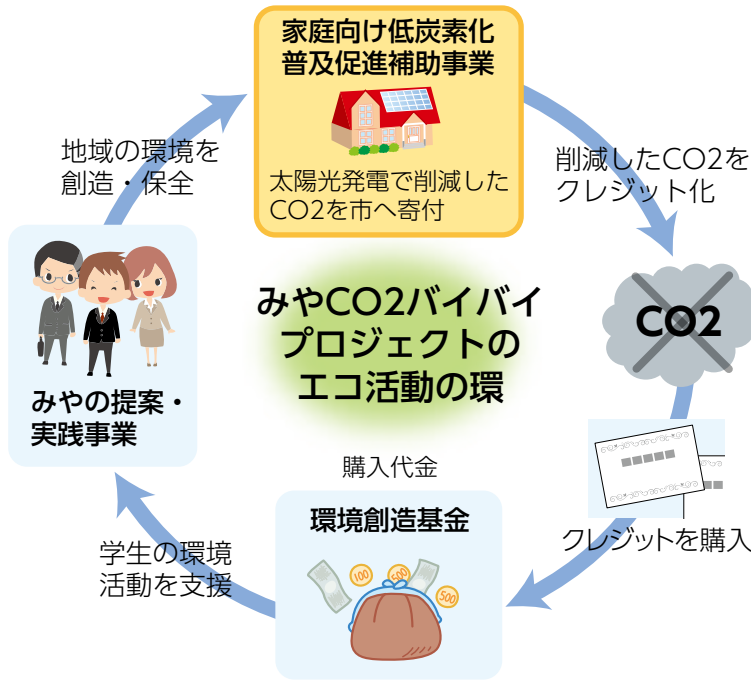 家庭向け低炭素化
普及促進補助事業
太陽光発電で削減した
CO2を市へ寄付
削減したCO2を
クレジット化
CO2
クレジットを購入
購入代金
環境創造基金
100
500
500
学生の環境
活動を支援
みやの提案・
実践事業
地域の環境を
創造・保全
みやCO2バイバイ
プロジェクトの
エコ活動の環